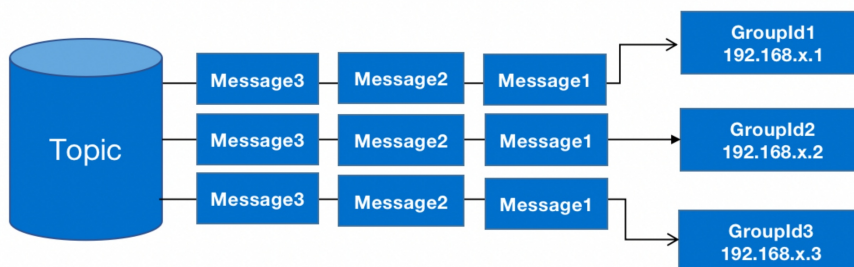 Topic
Message3
Message2
Message1
GroupId1
192.168.x.1
Message3
Message2
Message1
GroupId2
192.168.x.2
Message3
Message2
Message1
GroupId3
192.168.x.3